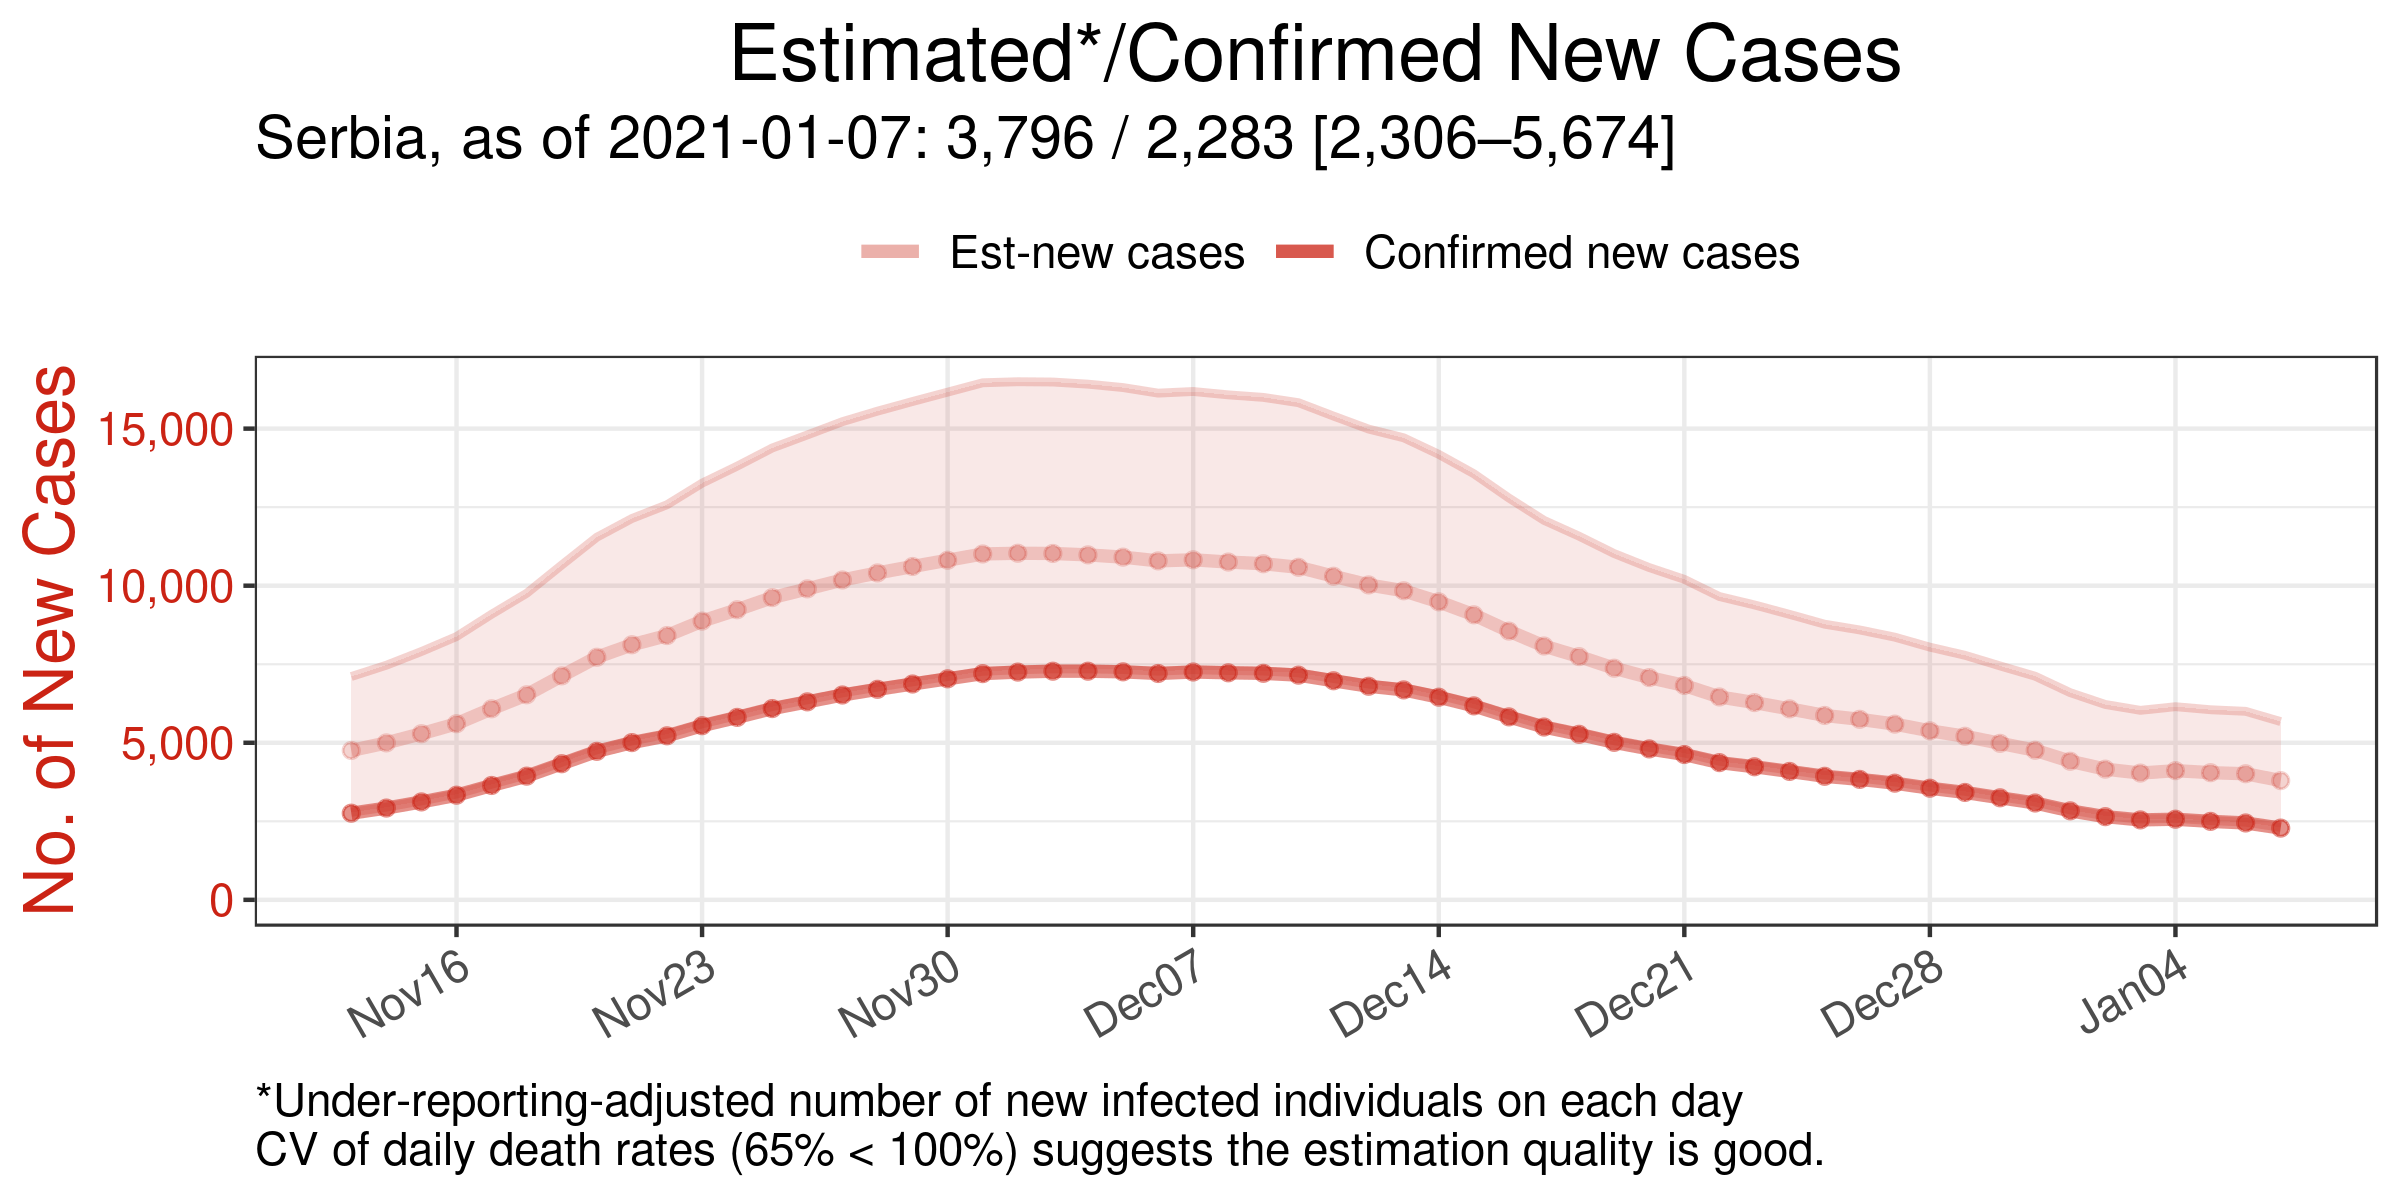 Estimated*/Confirmed New Cases
Serbia, as of 2021-01-07: 3,796 / 2,283 [2,306–5,674]
Est-new cases
Confirmed new cases
No. of New Cases
15,000
10,000
5,000
0
Nov16
Nov23
Nov30
Dec07
Dec14
Dec21
Dec28
Jan04
*Under-reporting-adjusted number of new infected individuals on each day
CV of daily death rates (65% < 100%) suggests the estimation quality is good.